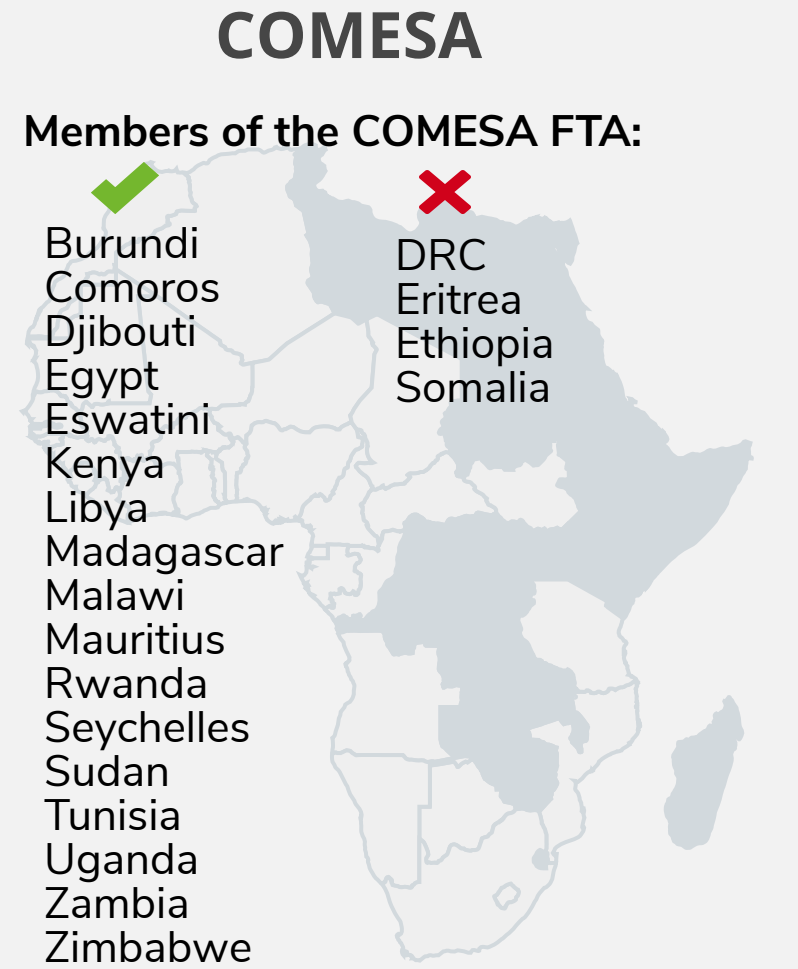 COMESA
Members of the COMESA FTA:
Burundi
Comoros
Djibouti
Egypt
Eswatini
Kenya
Libya
Madagascar
Malawi
Mauritius
Rwanda
Seychelles
Sudan
Tunisia
Uganda
Zambia
Zimbabwe
DRC
Eritrea
Ethiopia
Somalia